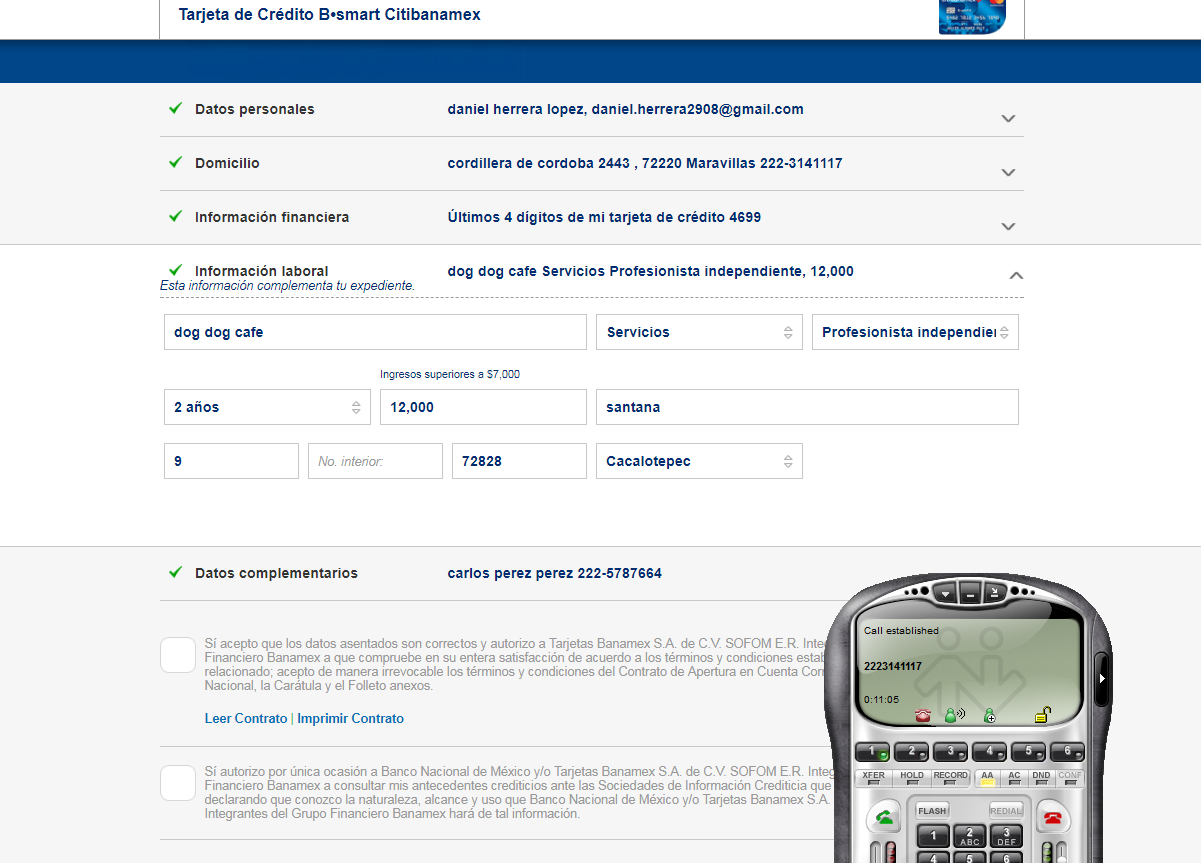 Tarjeta de Crédito B•smart Citibanamex
Datos personales daniel herrera lopez, daniel.herrera2908@gmail.com
Domicilio cordillera de cordoba 2443 , 72220 Maravillas 222-3141117
Información financiera Últimos 4 dígitos de mi tarjeta de crédito 4699
Información laboral dog dog cafe Servicios Profesionista independiente, 12,000
Esta información complementa tu expediente.
dog dog cafe Servicios Profesionista independier
Ingresos superiores a $7,000
2 años 12,000 santana
9 No. interior: 72828 Cacalotepec
Datos complementarios carlos perez perez 222-5787664
Sí acepto que los datos asentados son correctos y autorizo a Tarjetas Banamex S.A. de C.V. SOFOM E.R. Integ
Financiero Banamex a que compruebe en su entera satisfacción de acuerdo a los términos y condiciones estab
relacionado; acepto de manera irrevocable los términos y condiciones del Contrato de Apertura en Cuenta Corr
Nacional, la Carátula y el Folleto anexos.
Leer Contrato | Imprimir Contrato
Sí autorizo por única ocasión a Banco Nacional de México y/o Tarjetas Banamex S.A. de C.V. SOFOM E.R. Integ
Financiero Banamex a consultar mis antecedentes crediticios ante las Sociedades de Información Crediticia que
declarando que conozco la naturaleza, alcance y uso que Banco Nacional de México y/o Tarjetas Banamex S.A.
Integrantes del Grupo Financiero Banamex hará de tal información.
Call established
2223141117
0:11:05
1 2 3 4 5 6
XFER HOLD RECORD AA AC DND CONF
FLASH REDIAL
1 2 ABC 3 DEF
4 5 6